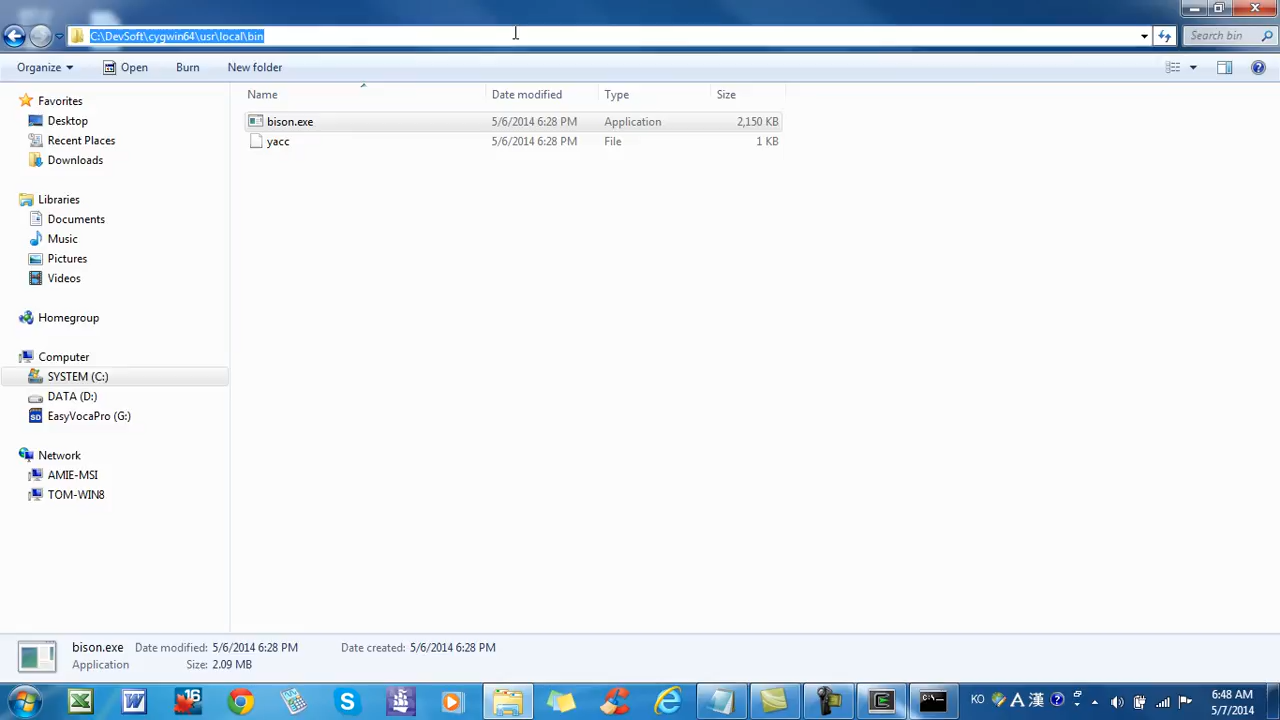 C:\DevSoft\cygwin64\usr\local\bin
Search bin
Organize Open Burn New folder
Name Date modified Type Size
Favorites
Desktop
Recent Places
Downloads
Libraries
Documents
Music
Pictures
Videos
Homegroup
Computer
SYSTEM (C:)
DATA (D:)
SD EasyVocaPro (G:)
Network
AMIE-MSI
TOM-WIN8
bison.exe 5/6/2014 6:28 PM Application 2,150 KB
yacc 5/6/2014 6:28 PM File 1 KB
bison.exe Date modified: 5/6/2014 6:28 PM Date created: 5/6/2014 6:28 PM
Application Size: 2.09 MB
16
KO A 漢 ?
6:48 AM
5/7/2014